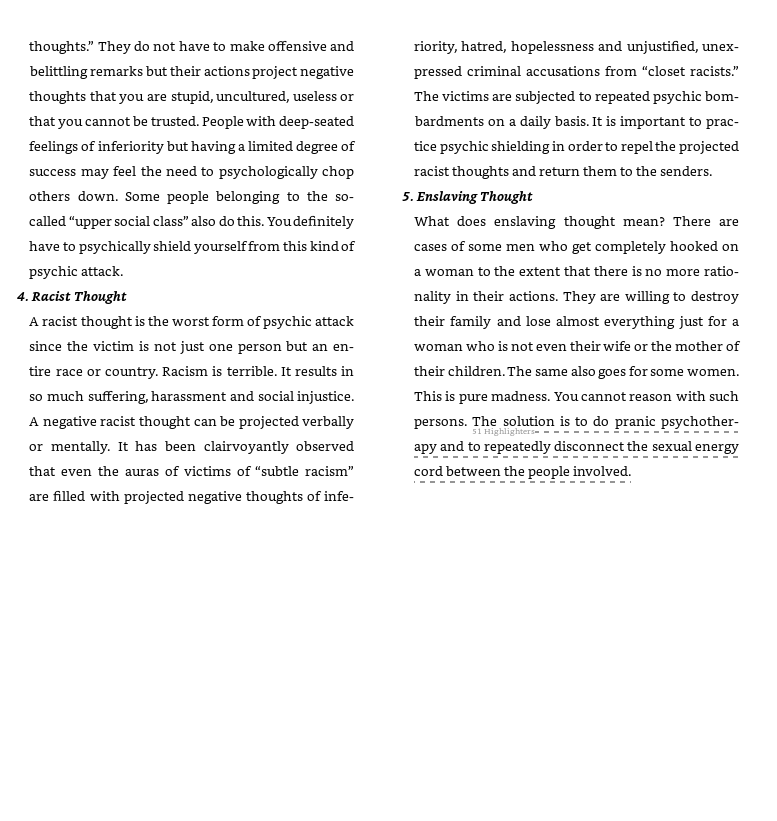 thoughts.” They do not have to make offensive and
belittling remarks but their actions project negative
thoughts that you are stupid, uncultured, useless or
that you cannot be trusted. People with deep-seated
feelings of inferiority but having a limited degree of
success may feel the need to psychologically chop
others down. Some people belonging to the so-
called “upper social class” also do this. You definitely
have to psychically shield yourself from this kind of
psychic attack.
4. Racist Thought
A racist thought is the worst form of psychic attack
since the victim is not just one person but an en-
tire race or country. Racism is terrible. It results in
so much suffering, harassment and social injustice.
A negative racist thought can be projected verbally
or mentally. It has been clairvoyantly observed
that even the auras of victims of “subtle racism”
are filled with projected negative thoughts of infe-
riority, hatred, hopelessness and unjustified, unex-
pressed criminal accusations from “closet racists.”
The victims are subjected to repeated psychic bom-
bardments on a daily basis. It is important to prac-
tice psychic shielding in order to repel the projected
racist thoughts and return them to the senders.
5. Enslaving Thought
What does enslaving thought mean? There are
cases of some men who get completely hooked on
a woman to the extent that there is no more ratio-
nality in their actions. They are willing to destroy
their family and lose almost everything just for a
woman who is not even their wife or the mother of
their children. The same also goes for some women.
This is pure madness. You cannot reason with such
persons. The solution is to do pranic psychother-
51 Highlighters
apy and to repeatedly disconnect the sexual energy
cord between the people involved.